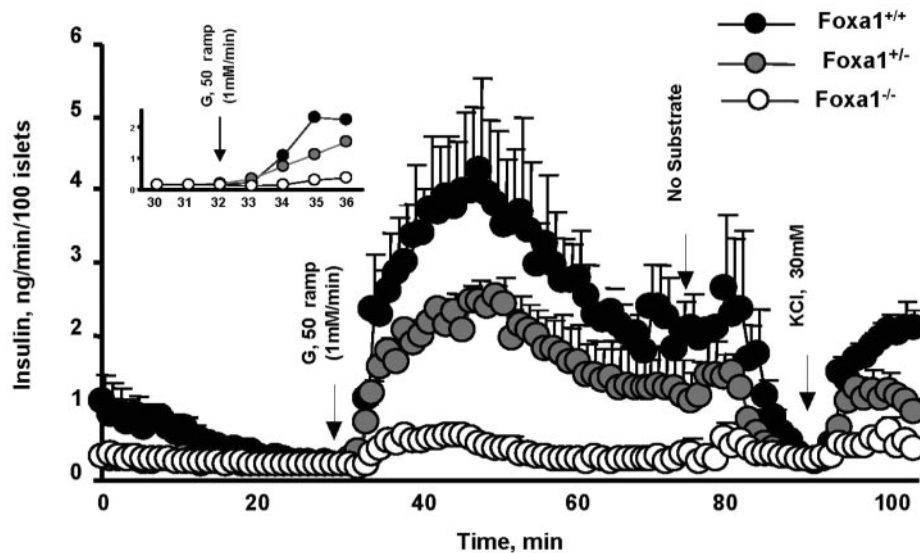 Foxa1+/+
Foxa1+/-
Foxa1-/-
G, 50 ramp
(1mM/min)
2
1
0
30 31 32 33 34 35 36
G, 50 ramp
(1mM/min)
No Substrate
KCl, 30mM
Insulin, ng/min/100 islets
6
5
4
3
2
1
0
0 20 40 60 80 100
Time, min